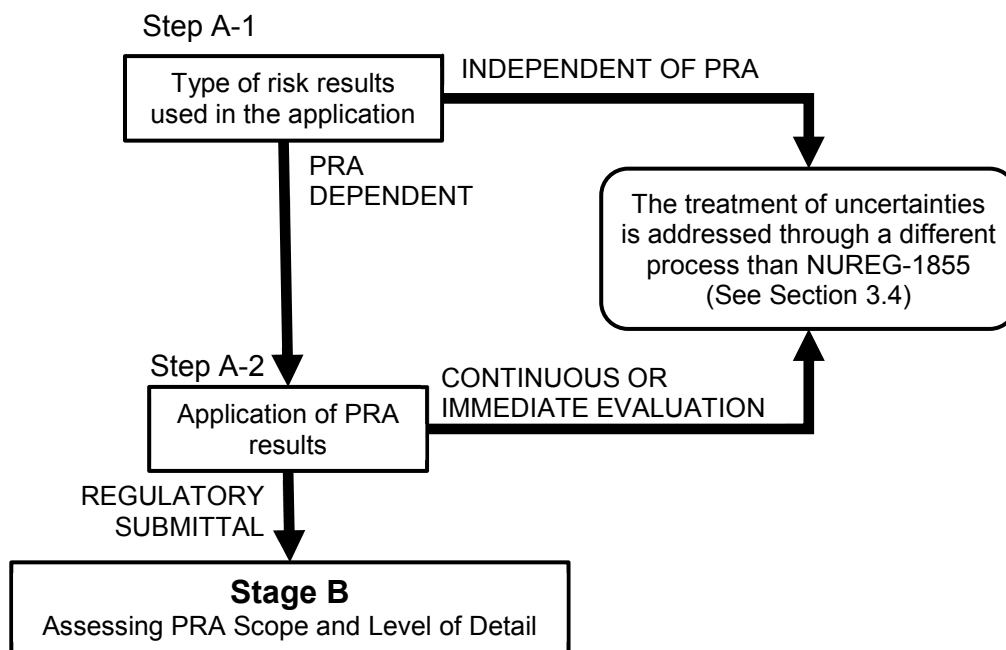 Step A-1
Type of risk results
used in the application
INDEPENDENT OF PRA
PRA
DEPENDENT
The treatment of uncertainties
is addressed through a different
process than NUREG-1855
(See Section 3.4)
Step A-2
Application of PRA
results
CONTINUOUS OR
IMMEDIATE EVALUATION
REGULATORY
SUBMITTAL
Stage B
Assessing PRA Scope and Level of Detail